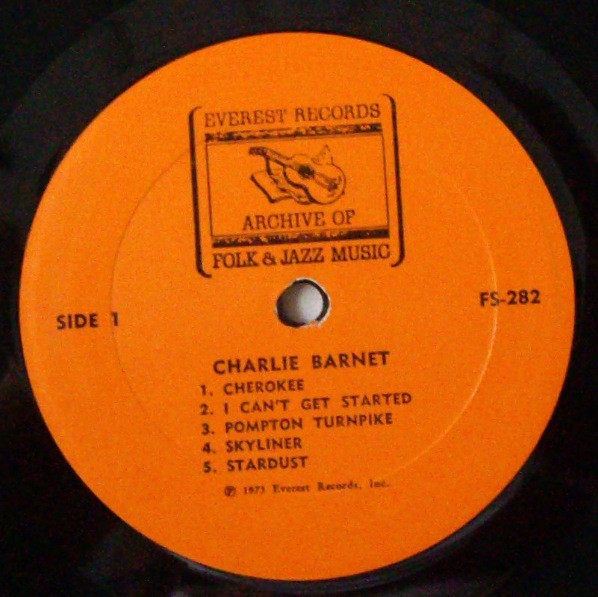 EVEREST RECORDS
ARCHIVE OF
FOLK & JAZZ MUSIC
SIDE 1
FS-282
CHARLIE BARNET
1. CHEROKEE
2. I CAN'T GET STARTED
3. POMPTON TURNPIKE
4. SKYLINER
5. STARDUST
℗ 1973 Everest Records, Inc.